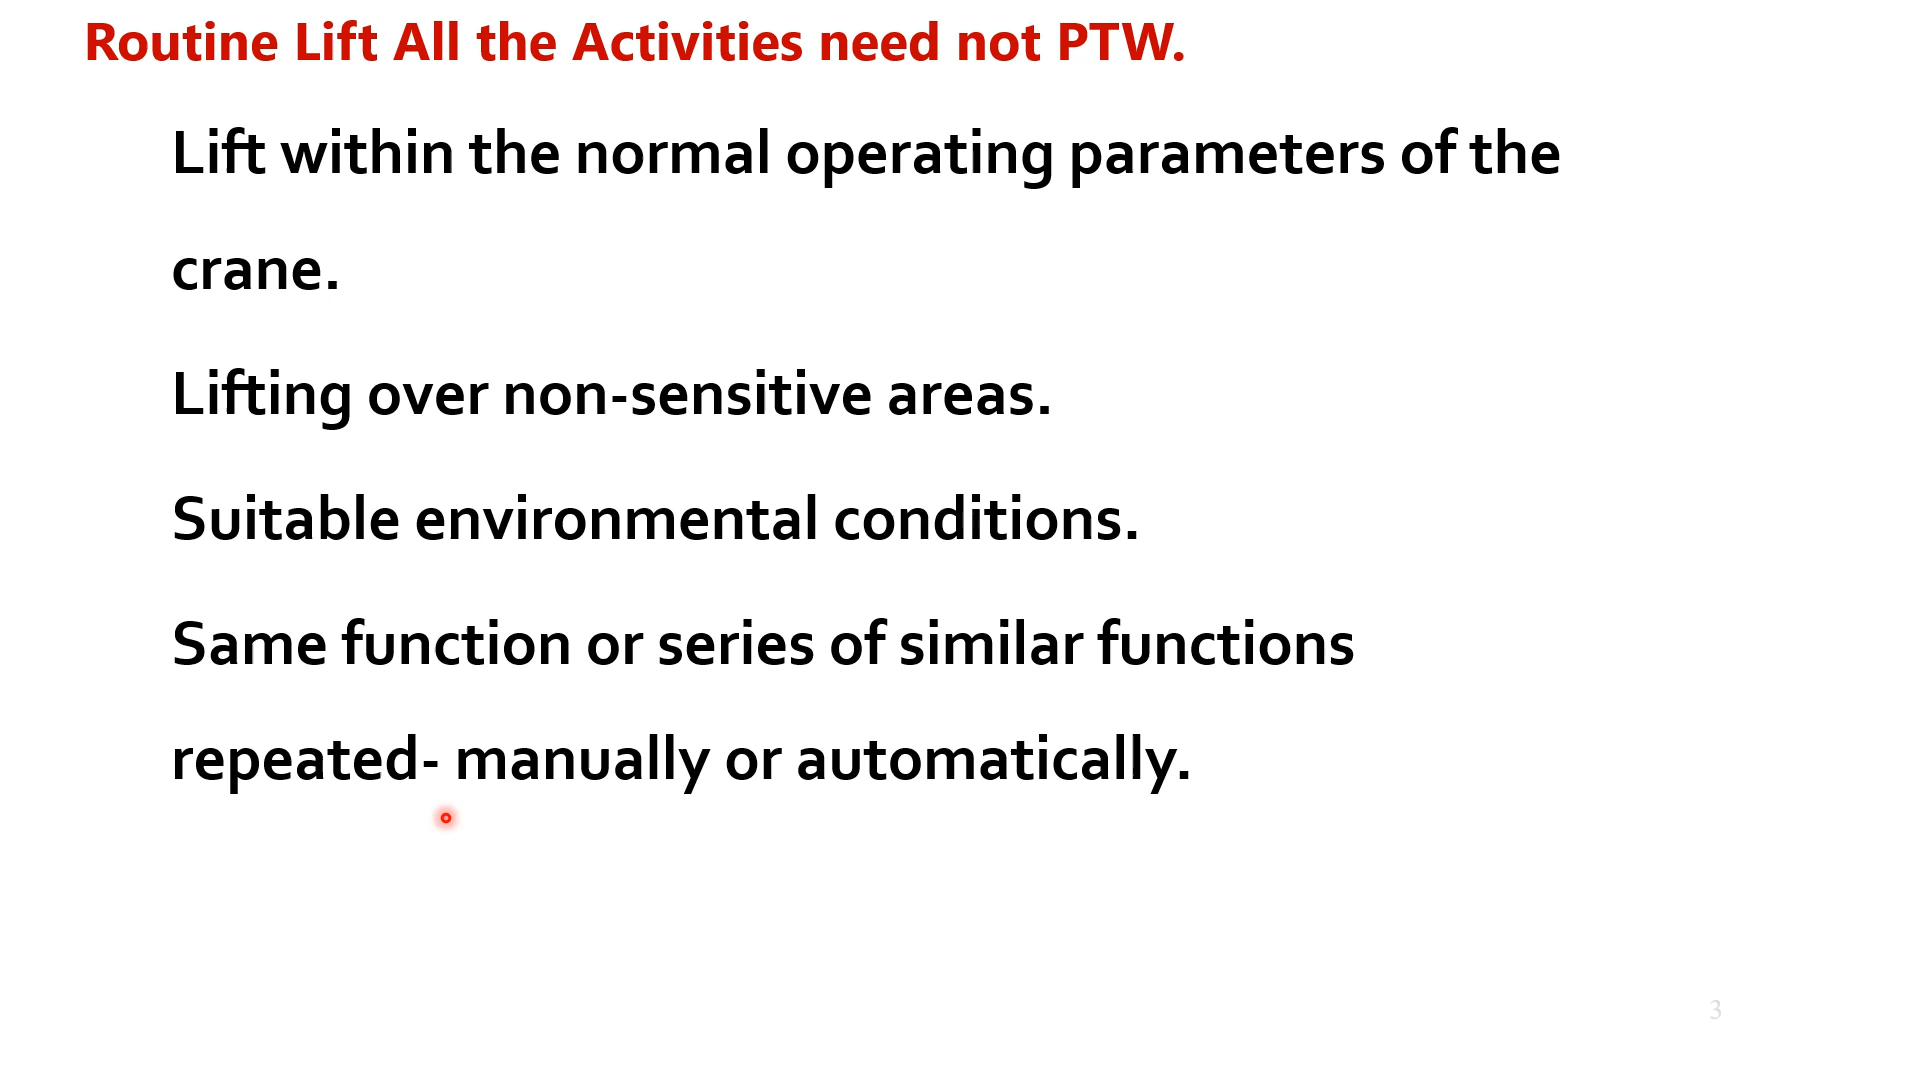 Routine Lift All the Activities need not PTW.
Lift within the normal operating parameters of the
crane.
Lifting over non-sensitive areas.
Suitable environmental conditions.
Same function or series of similar functions
repeated- manually or automatically.
3